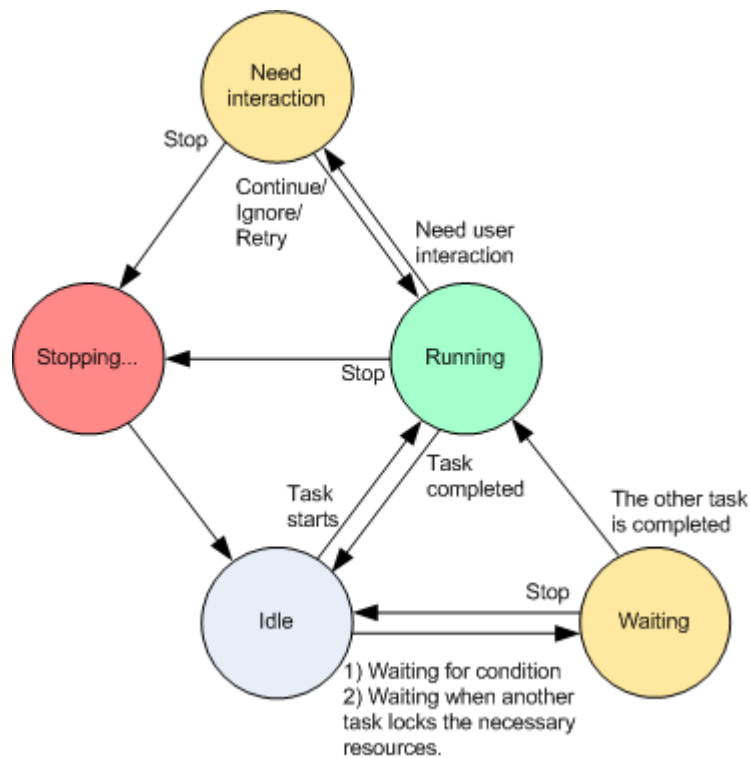 Need
interaction
Stop
Continue/
Ignore/
Retry
Need user
interaction
Stopping...
Running
Stop
Task
completed
Task
starts
The other task
is completed
Idle
Stop
Waiting
1) Waiting for condition
2) Waiting when another
task locks the necessary
resources.